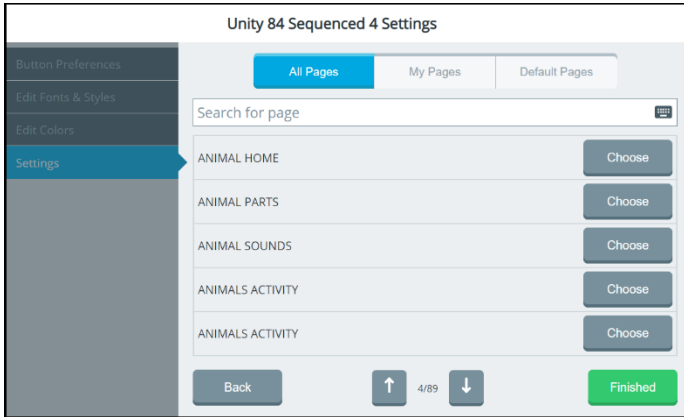 Unity 84 Sequenced 4 Settings
Button Preferences
Edit Fonts & Styles
Edit Colors
Settings
All Pages My Pages Default Pages
Search for page
ANIMAL HOME Choose
ANIMAL PARTS Choose
ANIMAL SOUNDS Choose
ANIMALS ACTIVITY Choose
ANIMALS ACTIVITY Choose
Back ↑ 4/89 ↓ Finished